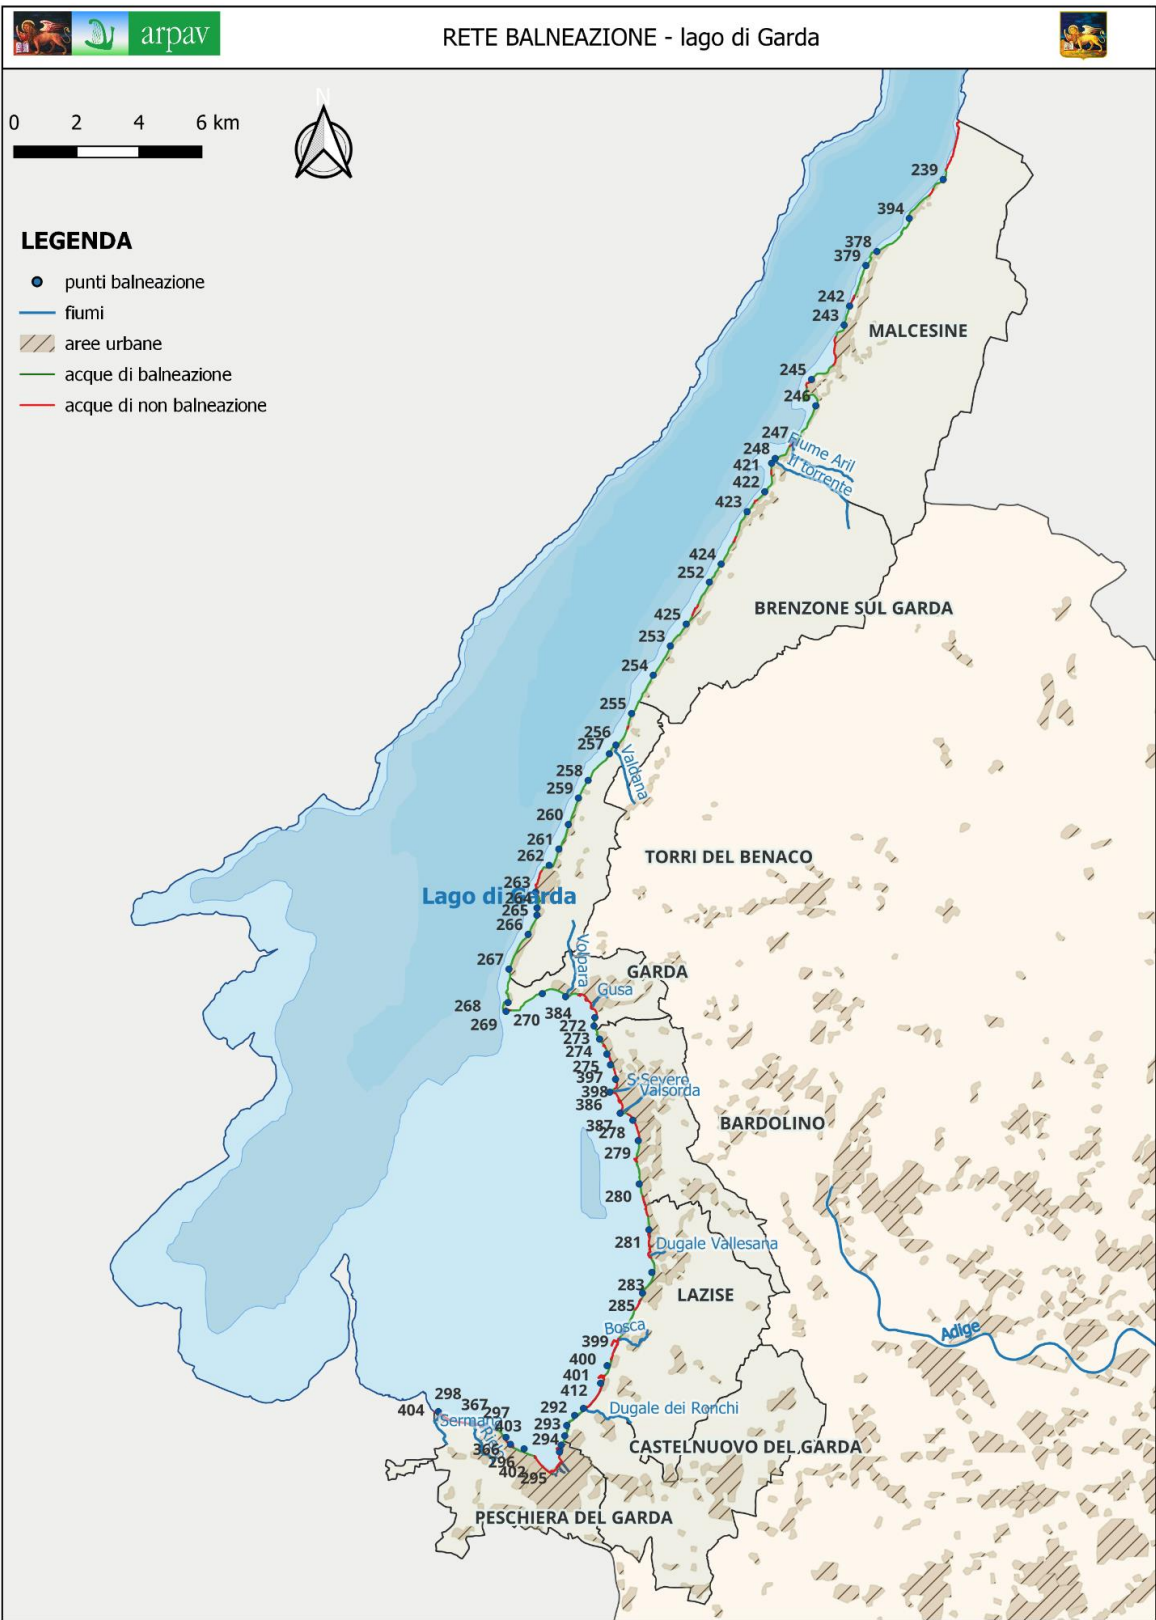 arpav
RETE BALNEAZIONE - lago di Garda
N
0 2 4 6 km
LEGENDA
punti balneazione
fiumi
aree urbane
acque di balneazione
acque di non balneazione
239
394
378
379
242
243
MALCESINE
245
246
247
Fiume Aril
248
Il torrente
421
422
423
424
252
BRENZONE SUL GARDA
425
253
254
255
256
257
Valdana
258
259
260
261
262
TORRI DEL BENACO
263
Lago di Garda
264
265
266
Volpara
267
GARDA
Gusa
268
269
270
384
272
273
274
275
397
S.Severo
398
Valsorda
386
387
278
BARDOLINO
279
280
281
Dugale Vallesana
283
LAZISE
285
Bosca
399
Adige
400
401
412
298
404
367
297
292
Dugale dei Ronchi
403
293
294
366
296
402
295
CASTELNUOVO DEL GARDA
PESCHIERA DEL GARDA